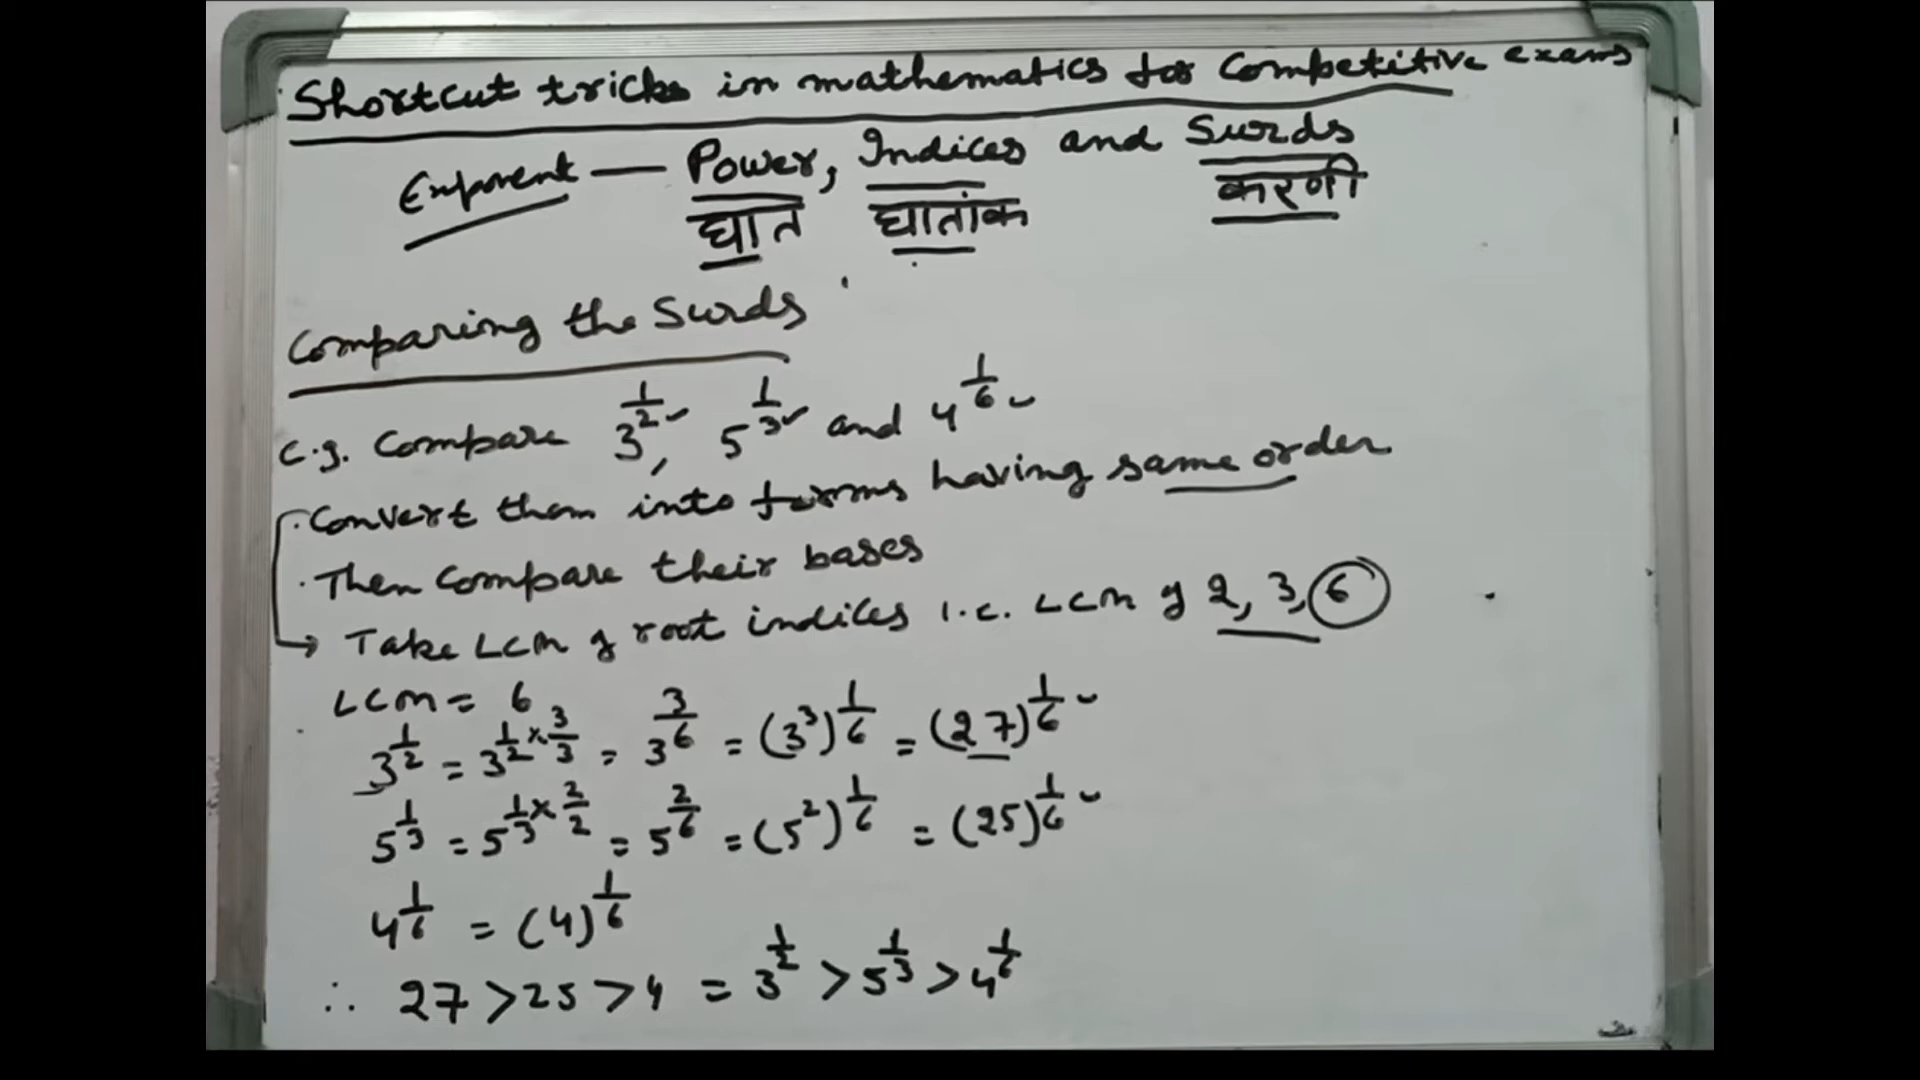 Shortcut tricks in mathematics for Competitive exams
Exponent — Power, Indices and Surds
घात घातांक करणी
Comparing the Surds
e.g. Compare 3^(1/2), 5^(1/3) and 4^(1/6)
· Convert them into forms having same order
· Then Compare their bases
→ Take LCM of root indices i.e. LCM of 2, 3, 6
LCM = 6
3^(1/2) = 3^(1/2 × 3/3) = 3^(3/6) = (3^3)^(1/6) = (27)^(1/6)
5^(1/3) = 5^(1/3 × 2/2) = 5^(2/6) = (5^2)^(1/6) = (25)^(1/6)
4^(1/6) = (4)^(1/6)
∴ 27 > 25 > 4 = 3^(1/2) > 5^(1/3) > 4^(1/6)